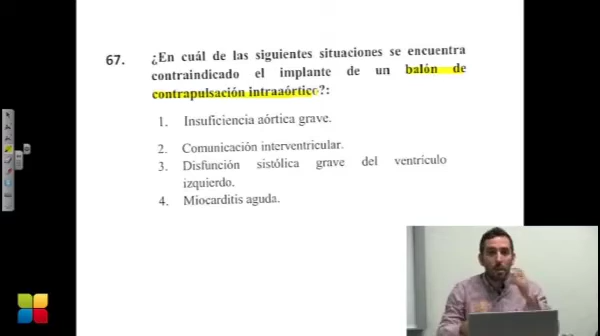 67. ¿En cuál de las siguientes situaciones se encuentra
contraindicado el implante de un balón de
contrapulsación intraaórtico?:
1. Insuficiencia aórtica grave.
2. Comunicación interventricular.
3. Disfunción sistólica grave del ventrículo
izquierdo.
4. Miocarditis aguda.